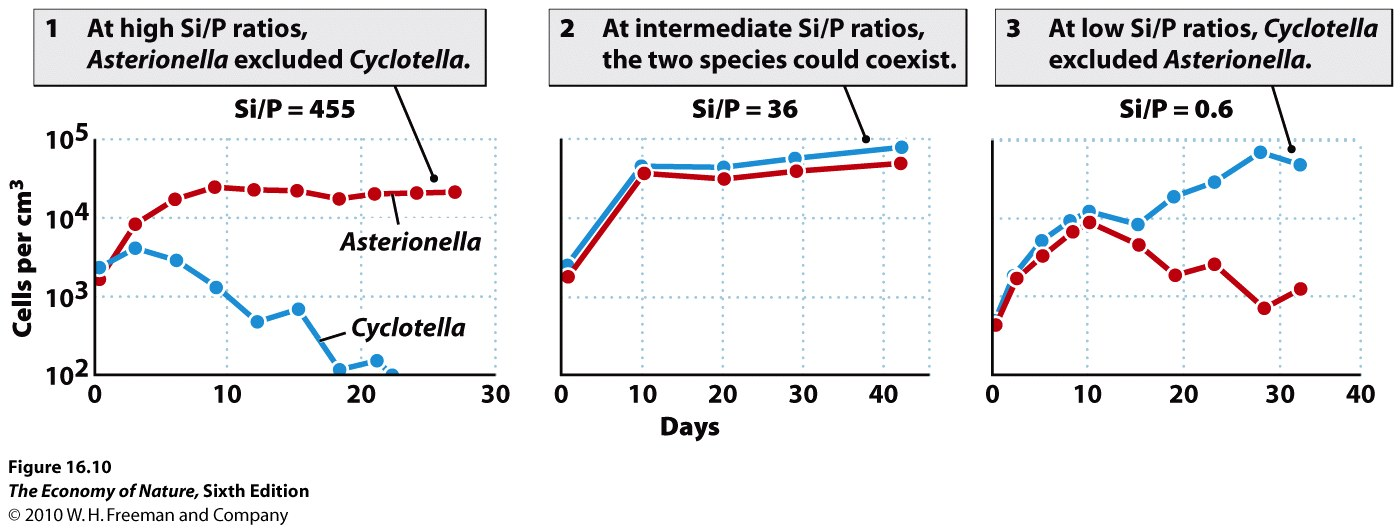 1 At high Si/P ratios,
Asterionella excluded Cyclotella.
2 At intermediate Si/P ratios,
the two species could coexist.
3 At low Si/P ratios, Cyclotella
excluded Asterionella.
Si/P = 455
Si/P = 36
Si/P = 0.6
Cells per cm³
10⁵
10⁴
10³
10²
Asterionella
Cyclotella
0 10 20 30
0 10 20 30 40
0 10 20 30 40
Days
Figure 16.10
The Economy of Nature, Sixth Edition
© 2010 W. H. Freeman and Company